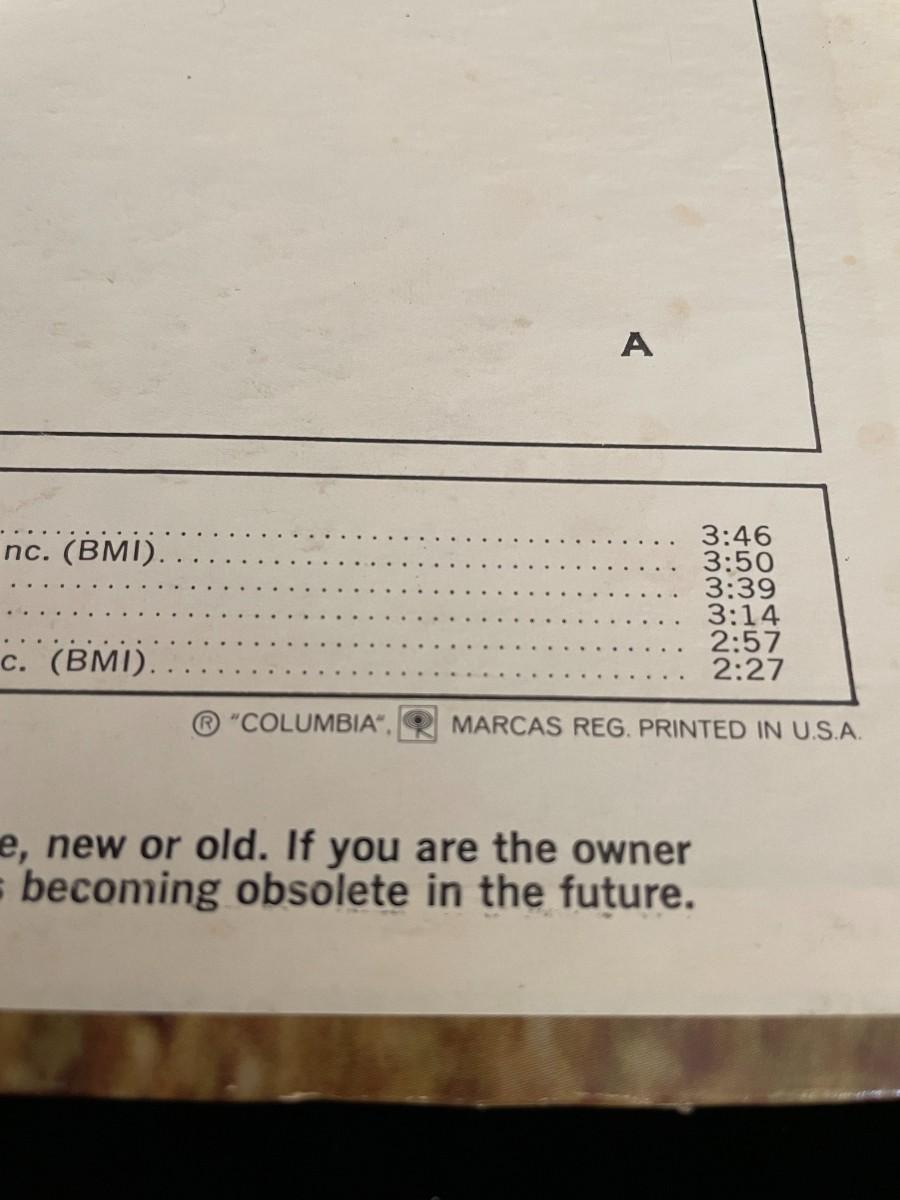 A
........................................ 3:46
nc. (BMI)................................ 3:50
........................................ 3:39
........................................ 3:14
........................................ 2:57
c. (BMI)................................. 2:27
® "COLUMBIA", MARCAS REG. PRINTED IN U.S.A.
e, new or old. If you are the owner
s becoming obsolete in the future.